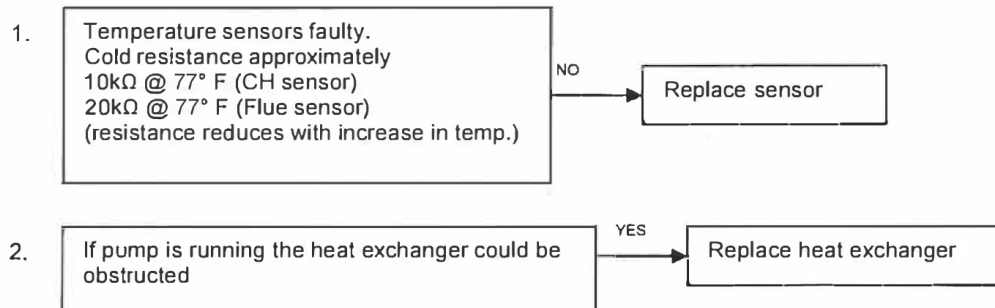 1.
Temperature sensors faulty.
Cold resistance approximately
10kΩ @ 77° F (CH sensor)
20kΩ @ 77° F (Flue sensor)
(resistance reduces with increase in temp.)
NO
Replace sensor
2.
If pump is running the heat exchanger could be
obstructed
YES
Replace heat exchanger